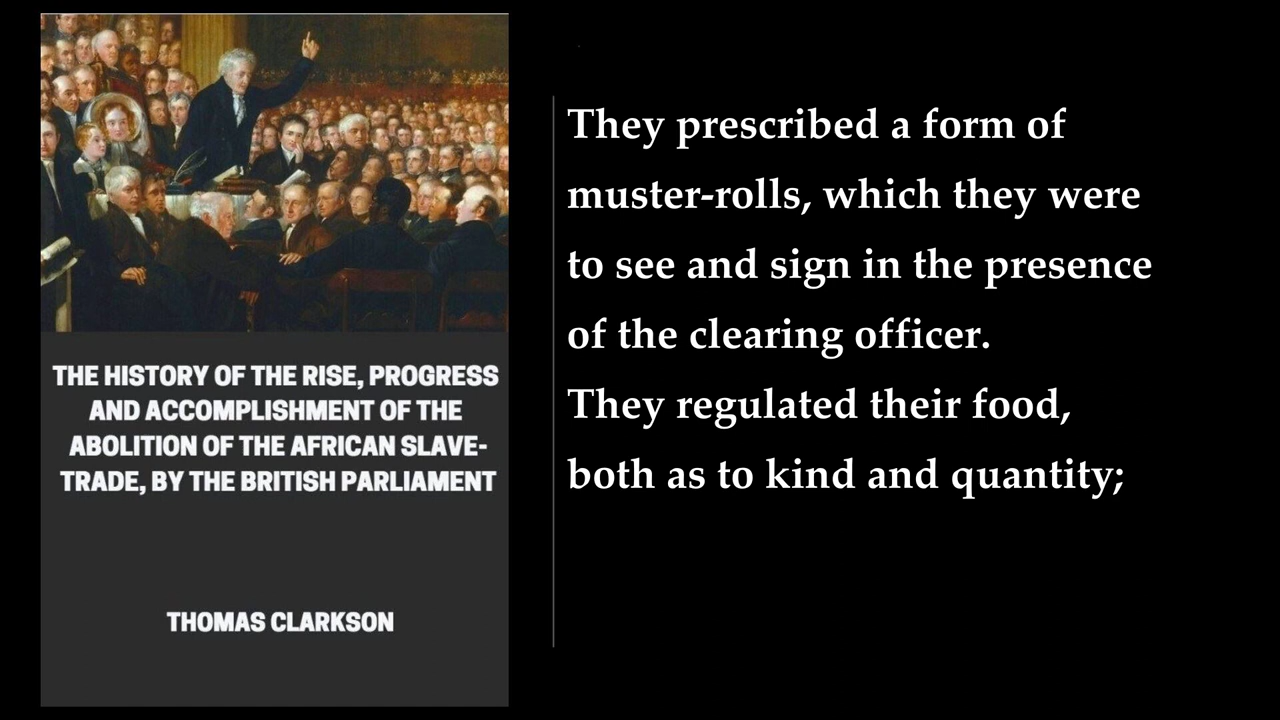 THE HISTORY OF THE RISE, PROGRESS
AND ACCOMPLISHMENT OF THE
ABOLITION OF THE AFRICAN SLAVE-
TRADE, BY THE BRITISH PARLIAMENT
THOMAS CLARKSON
They prescribed a form of
muster-rolls, which they were
to see and sign in the presence
of the clearing officer.
They regulated their food,
both as to kind and quantity;